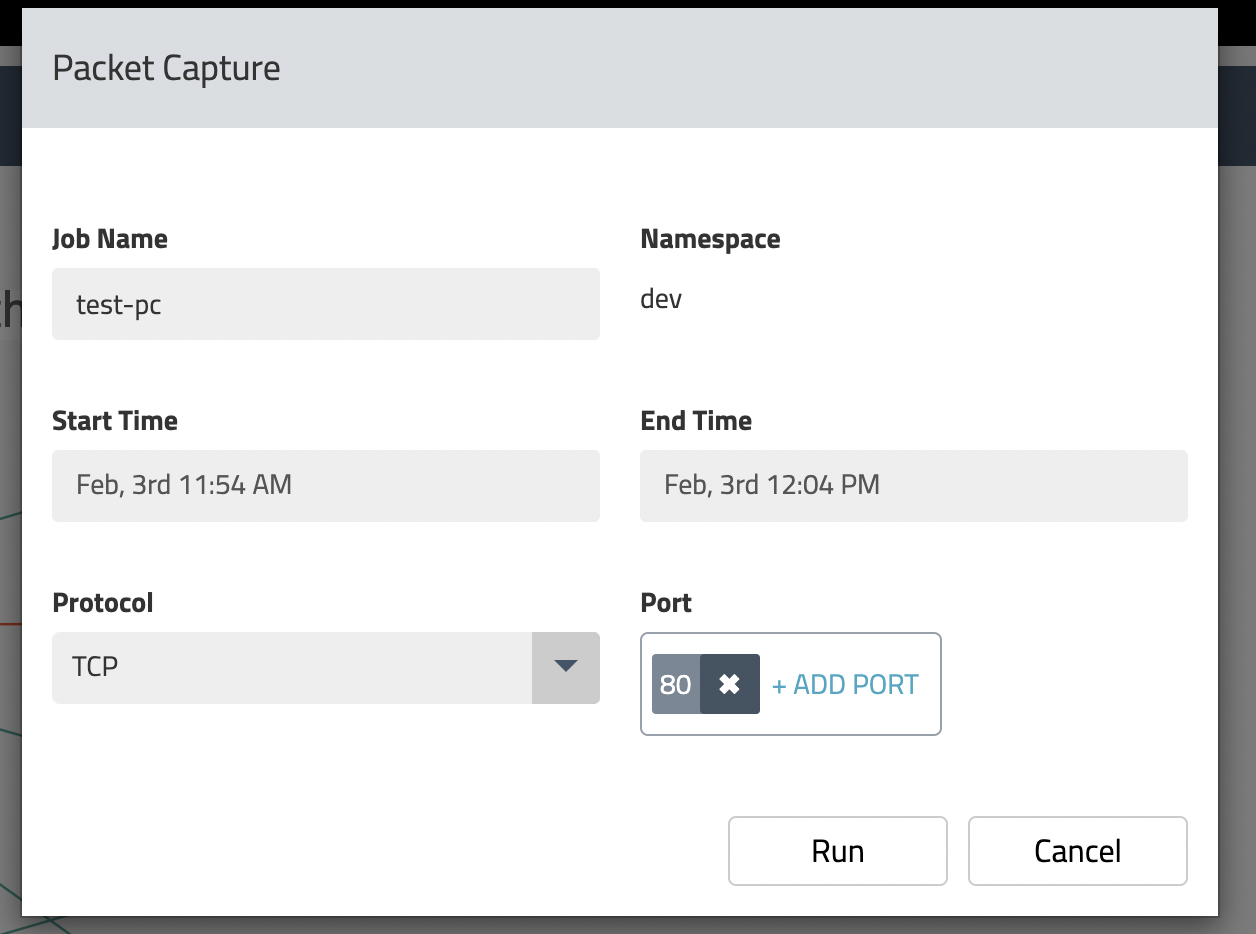 Packet Capture
Job Name
Namespace
test-pc
dev
Start Time
End Time
Feb, 3rd 11:54 AM
Feb, 3rd 12:04 PM
Protocol
Port
TCP
80 ✖ + ADD PORT
Run
Cancel